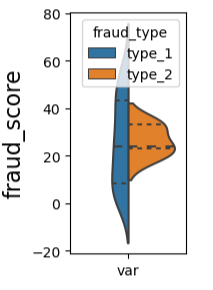 fraud_score
80
60
40
20
0
−20
fraud_type
type_1
type_2
var